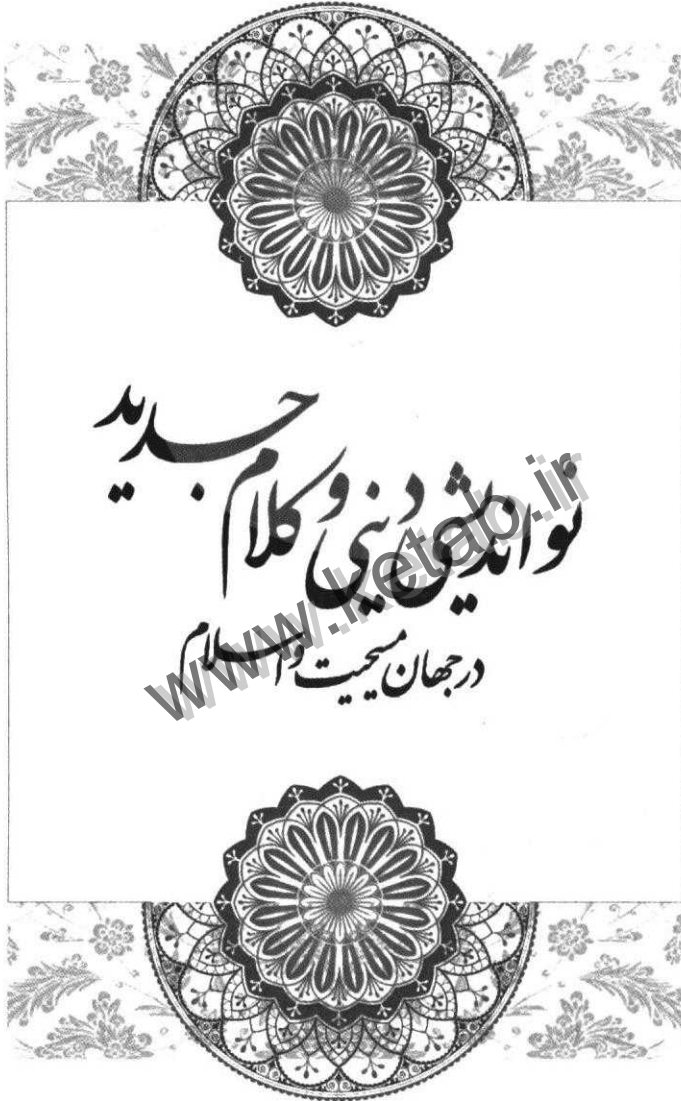 نواندیشی دینی و کلام جدید
در جهان مسیحیت و اسلام
www.ketab.ir